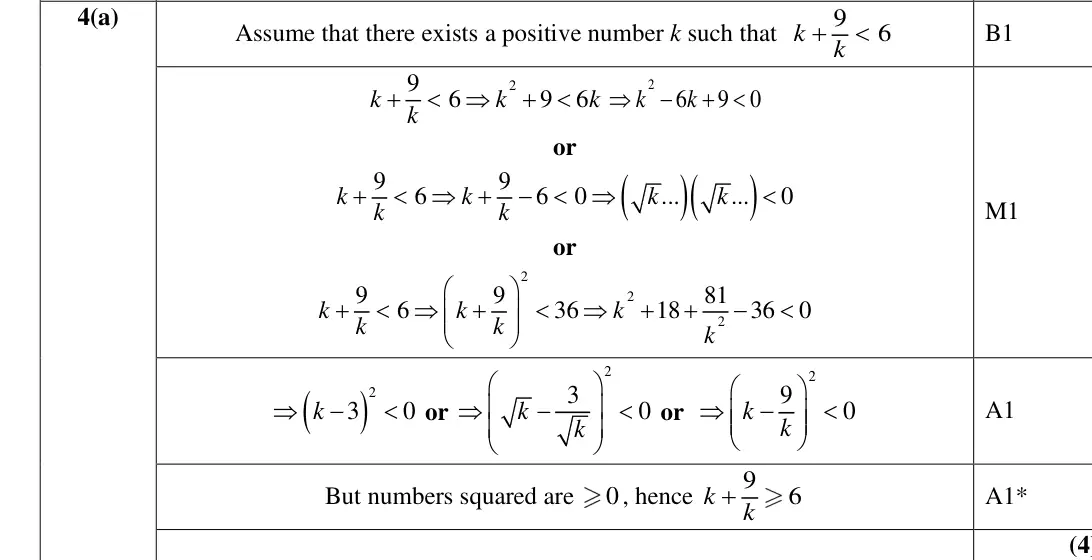 4(a)
Assume that there exists a positive number k such that k + 9/k < 6 B1
k + 9/k < 6 ⇒ k² + 9 < 6k ⇒ k² − 6k + 9 < 0
or
k + 9/k < 6 ⇒ k + 9/k − 6 < 0 ⇒ (√k...)(√k...) < 0
M1
or
k + 9/k < 6 ⇒ (k + 9/k)² < 36 ⇒ k² + 18 + 81/k² − 36 < 0
⇒ (k − 3)² < 0 or ⇒ (√k − 3/√k)² < 0 or ⇒ (k − 9/k)² < 0 A1
But numbers squared are ⩾ 0, hence k + 9/k ⩾ 6 A1*
(4